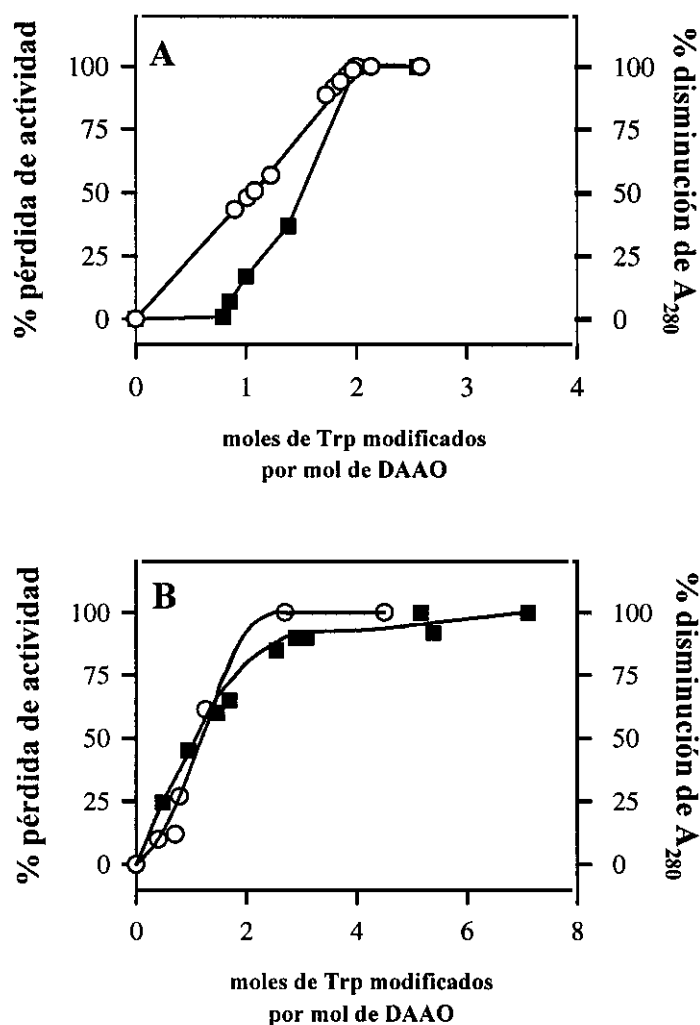 A
% pérdida de actividad
100
75
50
25
0
100
75
50
25
0
% disminución de A280
0 1 2 3 4
moles de Trp modificados
por mol de DAAO
B
% pérdida de actividad
100
75
50
25
0
100
75
50
25
0
% disminución de A280
0 2 4 6 8
moles de Trp modificados
por mol de DAAO